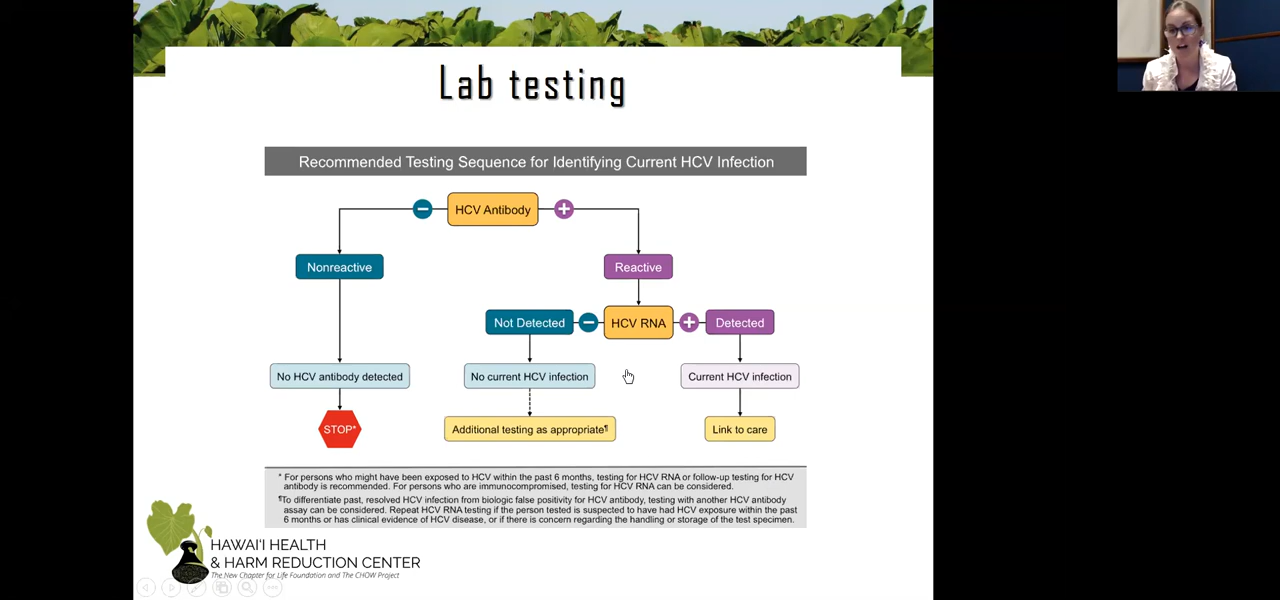 Lab testing
Recommended Testing Sequence for Identifying Current HCV Infection
HCV Antibody
Nonreactive
Reactive
Not Detected
HCV RNA
Detected
No HCV antibody detected
No current HCV infection
Current HCV infection
STOP*
Additional testing as appropriate¶
Link to care
* For persons who might have been exposed to HCV within the past 6 months, testing for HCV RNA or follow-up testing for HCV
antibody is recommended. For persons who are immunocompromised, testing for HCV RNA can be considered.
¶To differentiate past, resolved HCV infection from biologic false positivity for HCV antibody, testing with another HCV antibody
assay can be considered. Repeat HCV RNA testing if the person tested is suspected to have had HCV exposure within the past
6 months or has clinical evidence of HCV disease, or if there is concern regarding the handling or storage of the test specimen.
HAWAI'I HEALTH
& HARM REDUCTION CENTER
The New Chapter for Life Foundation and The CHOW Project